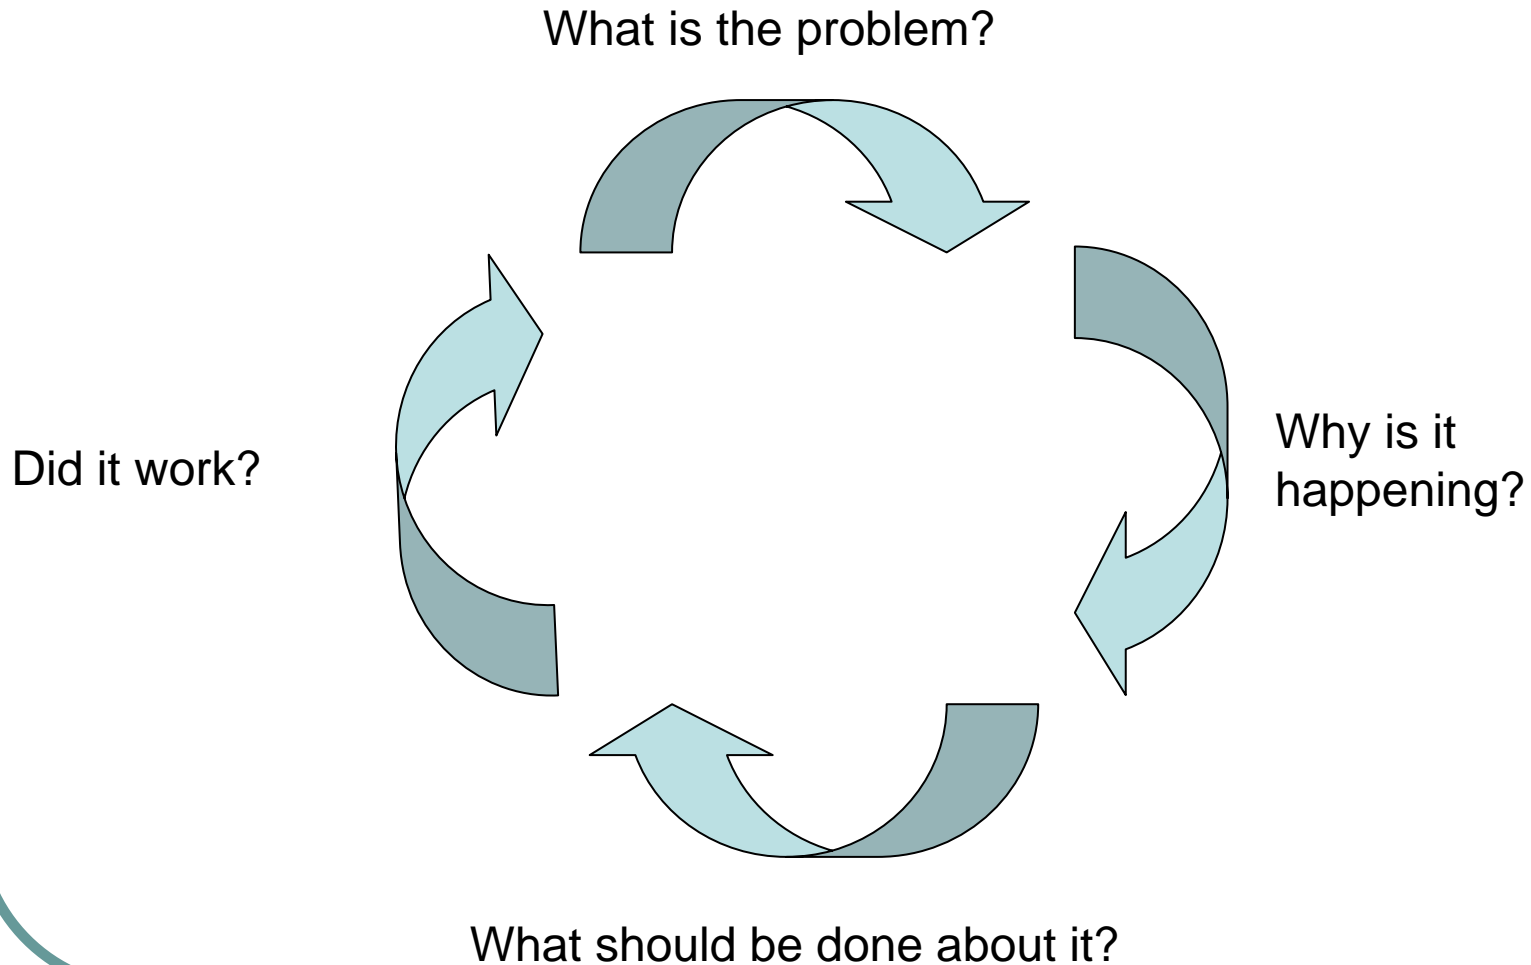 What is the problem?
Why is it
happening?
What should be done about it?
Did it work?